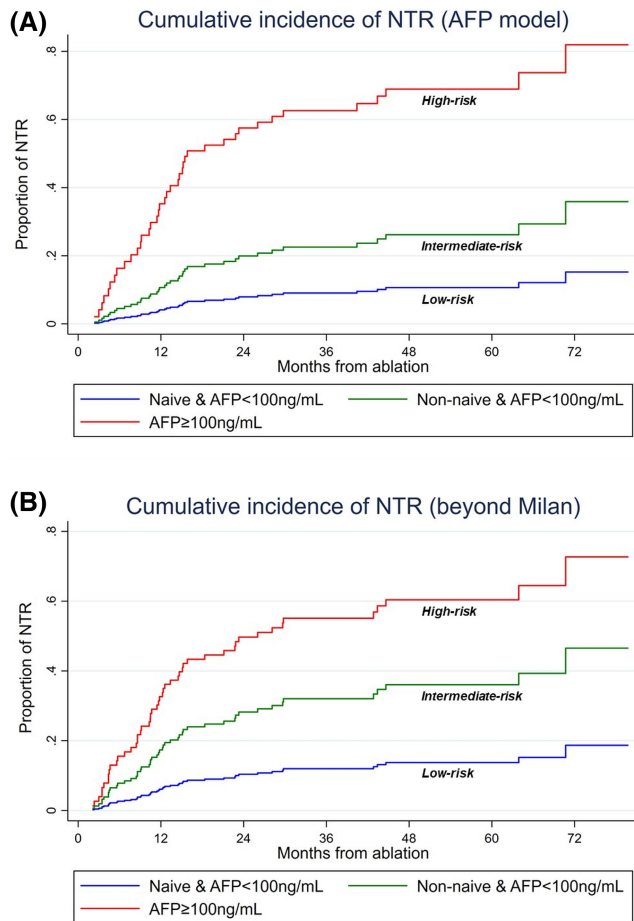 (A)
Cumulative incidence of NTR (AFP model)
Proportion of NTR
.8
.6
.4
.2
0
High-risk
Intermediate-risk
Low-risk
0 12 24 36 48 60 72
Months from ablation
Naive & AFP<100ng/mL Non-naive & AFP<100ng/mL
AFP≥100ng/mL
(B)
Cumulative incidence of NTR (beyond Milan)
Proportion of NTR
.8
.6
.4
.2
0
High-risk
Intermediate-risk
Low-risk
0 12 24 36 48 60 72
Months from ablation
Naive & AFP<100ng/mL Non-naive & AFP<100ng/mL
AFP≥100ng/mL